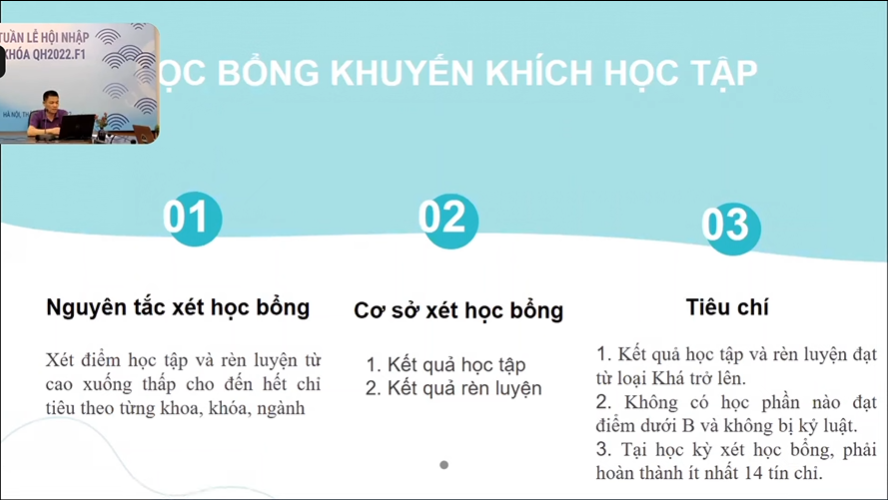 TUẦN LỄ HỘI NHẬP
KHÓA QH2022.F1
HÀ NỘI,
ỌC BỔNG KHUYẾN KHÍCH HỌC TẬP
01
02
03
Nguyên tắc xét học bổng
Xét điểm học tập và rèn luyện từ
cao xuống thấp cho đến hết chỉ
tiêu theo từng khoa, khóa, ngành
Cơ sở xét học bổng
1. Kết quả học tập
2. Kết quả rèn luyện
Tiêu chí
1. Kết quả học tập và rèn luyện đạt
từ loại Khá trở lên.
2. Không có học phần nào đạt
điểm dưới B và không bị kỷ luật.
3. Tại học kỳ xét học bổng, phải
hoàn thành ít nhất 14 tín chỉ.